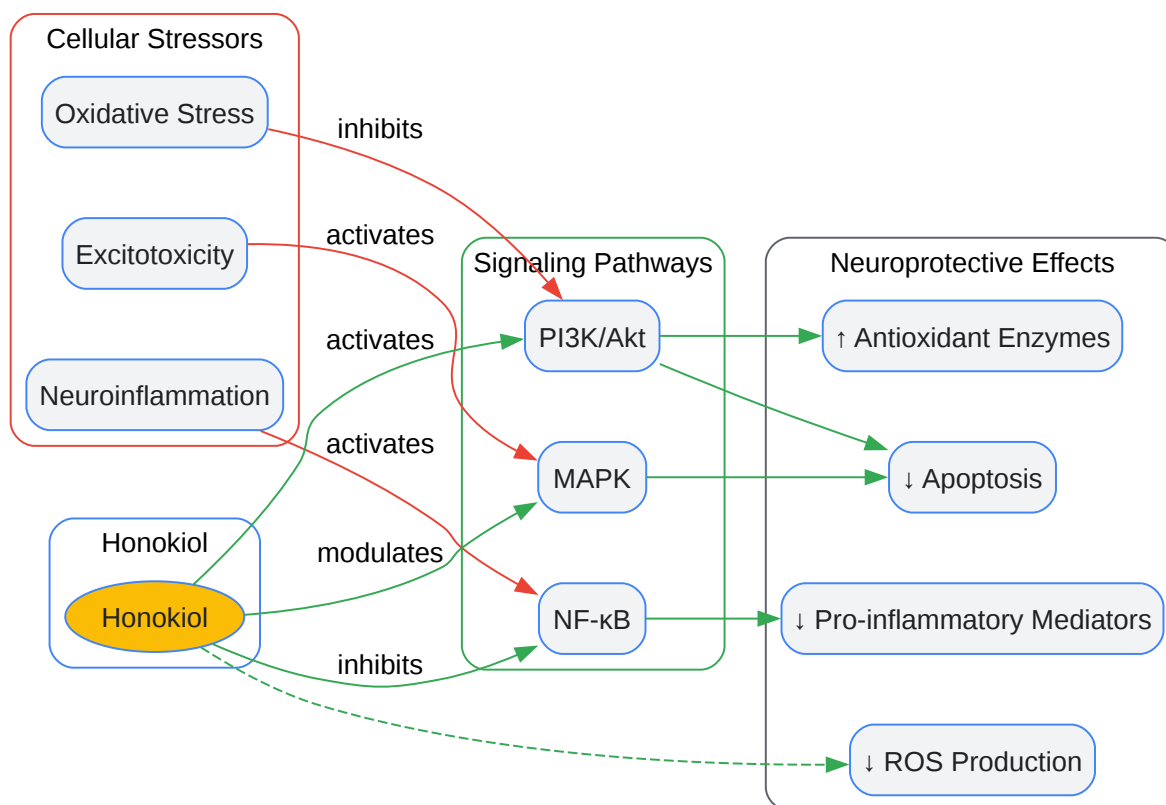 Cellular Stressors
Oxidative Stress
inhibits
Excitotoxicity
activates
Signaling Pathways
Neuroprotective Effects
PI3K/Akt
↑ Antioxidant Enzymes
activates
Neuroinflammation
activates
MAPK
↓ Apoptosis
Honokiol
modulates
Honokiol
NF-κB
↓ Pro-inflammatory Mediators
inhibits
↓ ROS Production